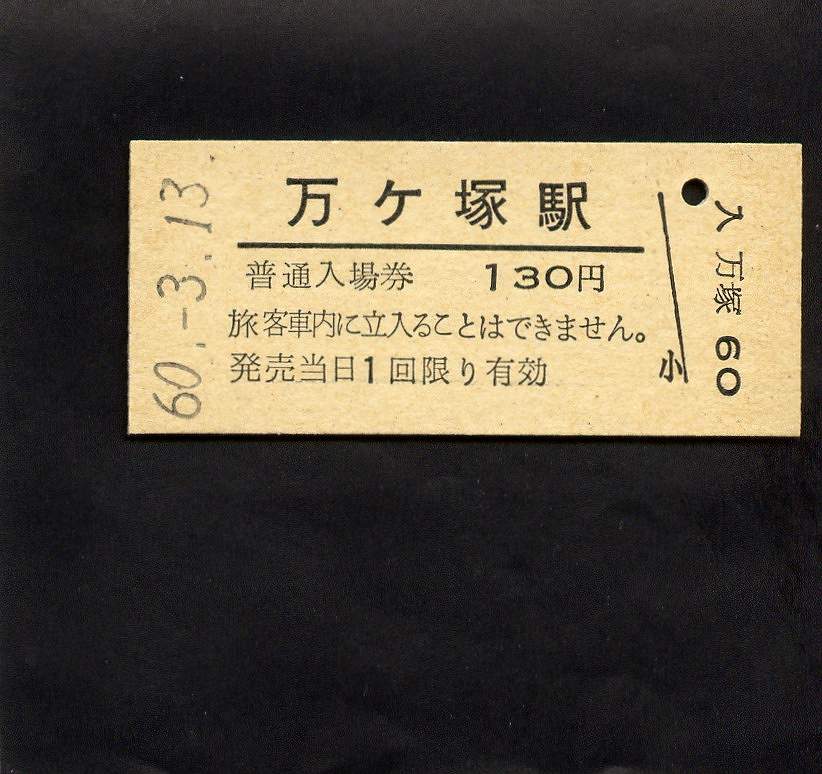 万ケ塚駅
普通入場券 130円
旅客車内に立入ることはできません。
発売当日1回限り有効
60.-3.13.
小
入 万塚 60